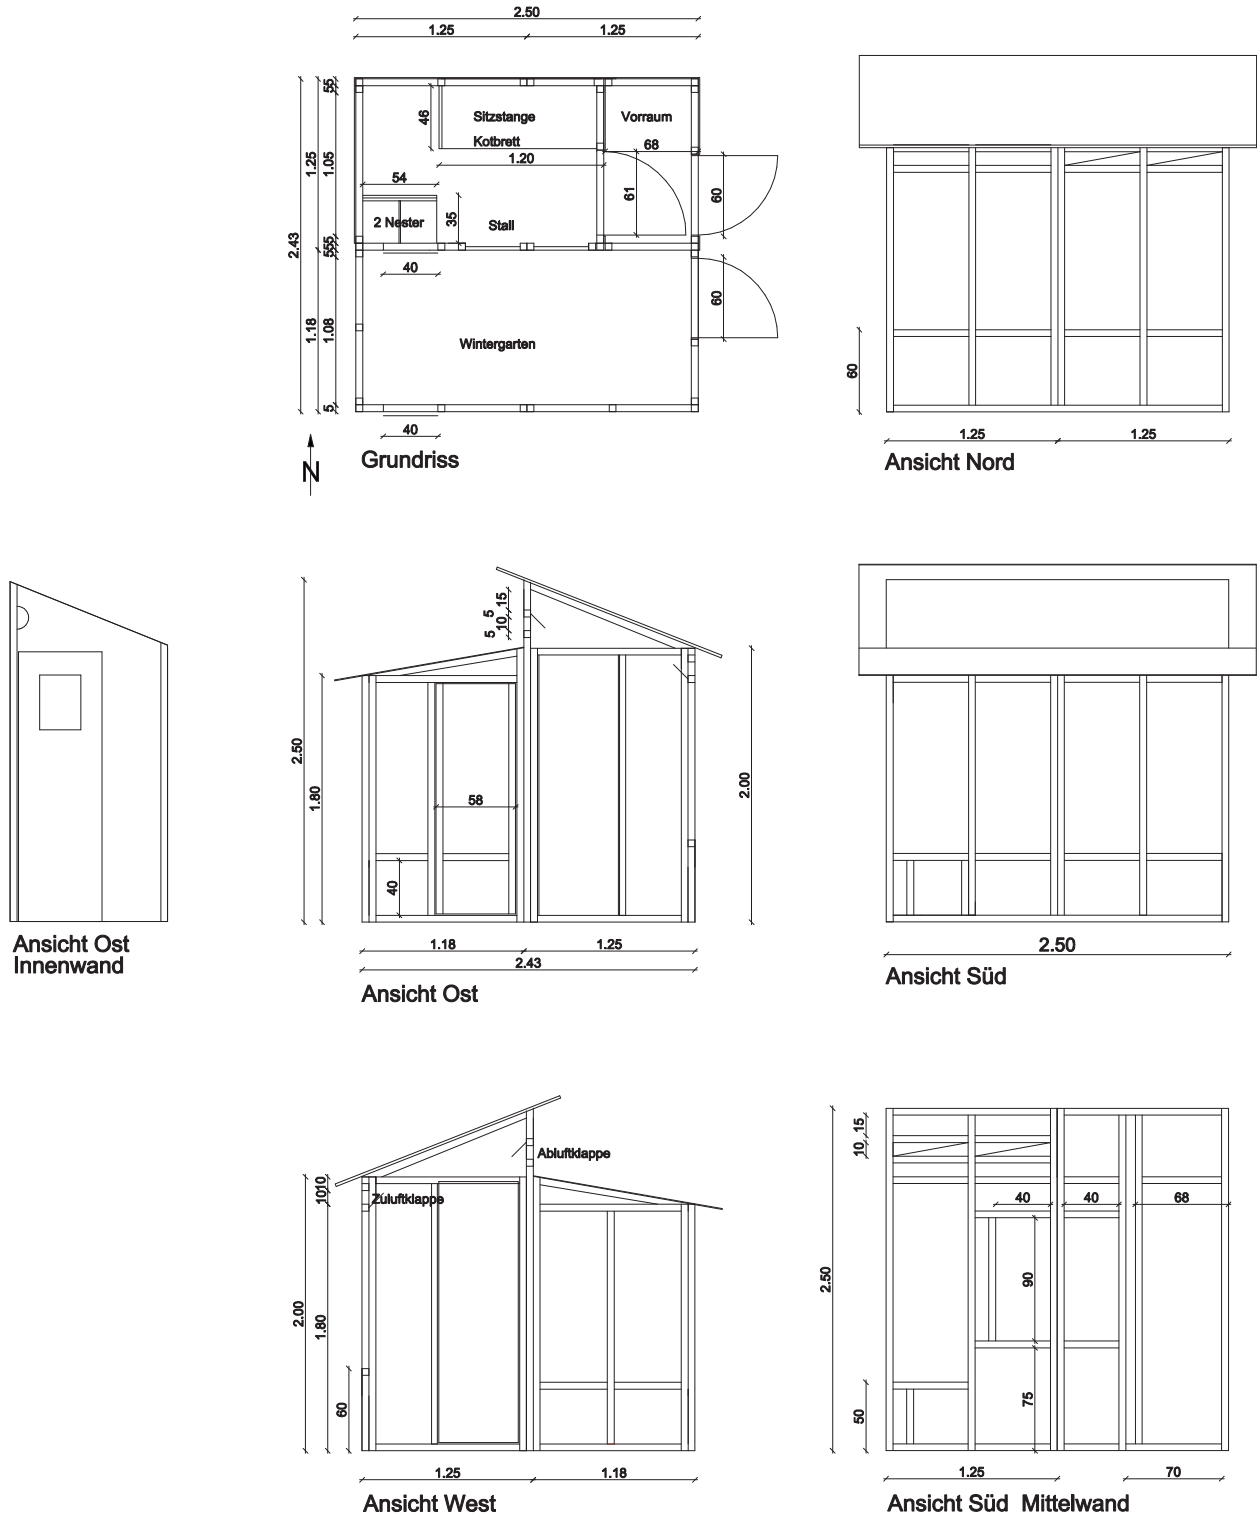 2.50
1.25 1.25
55
Sitzstange
Vorraum
46
Kotbrett
68
1.25
1.05
1.20
54
61
60
2 Nester
35
Stall
2.43
555
40
60
1.18
1.08
Wintergarten
5
40
N
Grundriss
60
1.25 1.25
Ansicht Nord
Ansicht Ost
Innenwand
15
5
10
5
2.50
1.80
58
2.00
40
1.18 1.25
2.43
Ansicht Ost
2.50
Ansicht Süd
Abluftklappe
1010
Zuluftklappe
2.00
1.80
60
1.25 1.18
Ansicht West
15
10
40 40 68
2.50
90
75
50
1.25 70
Ansicht Süd Mittelwand